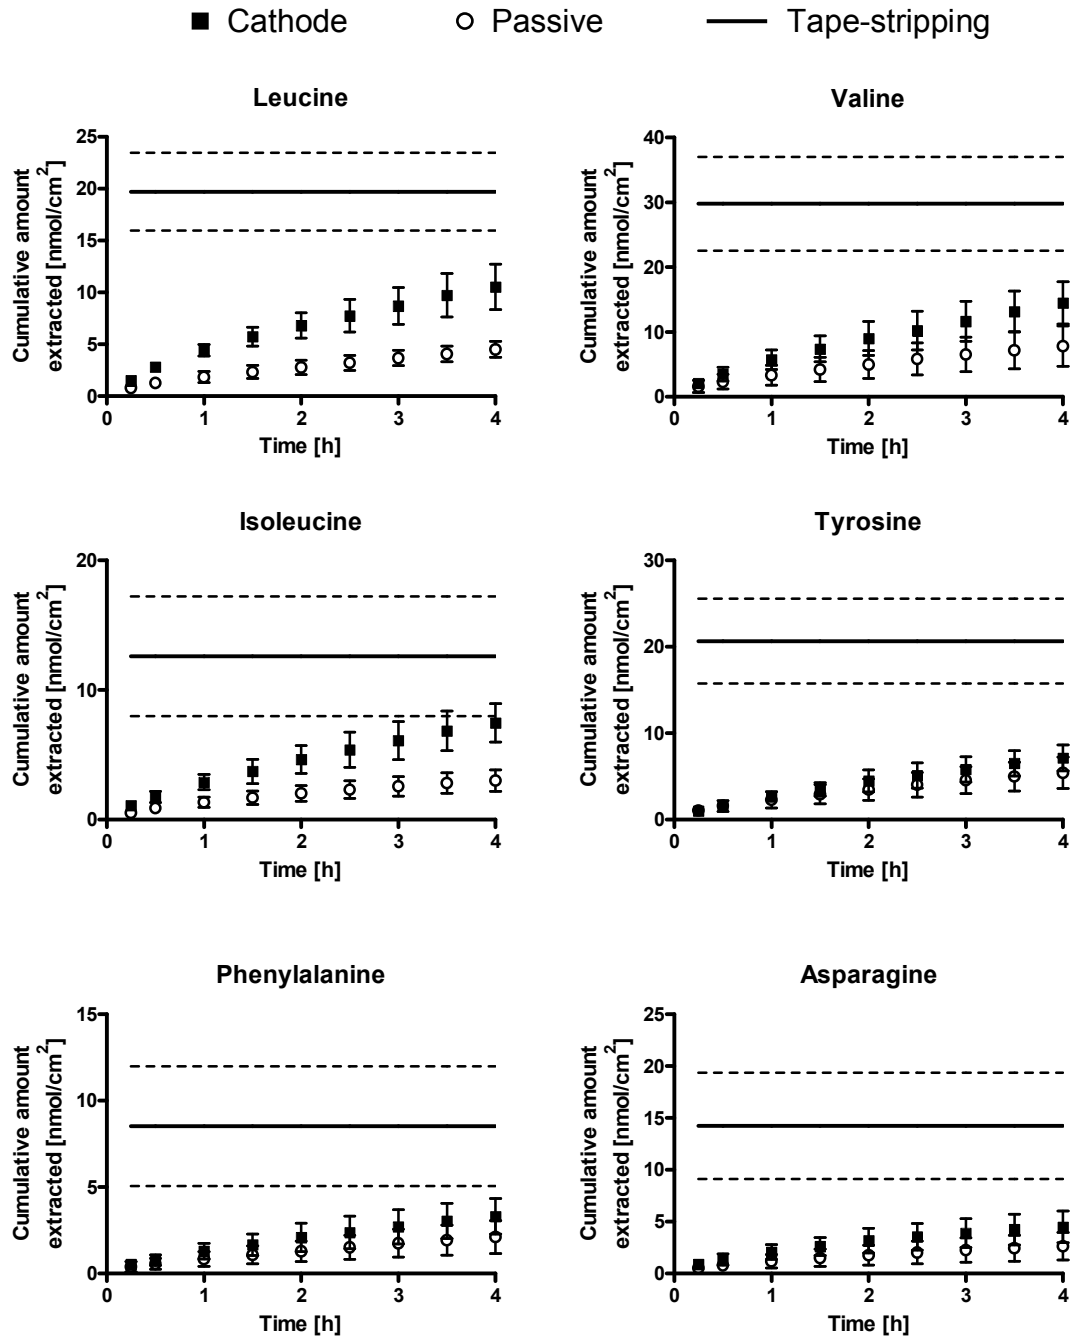 ■ Cathode ○ Passive — Tape-stripping
Leucine
Cumulative amount
extracted [nmol/cm²]
25
20
15
10
5
0
0 1 2 3 4
Time [h]
Valine
Cumulative amount
extracted [nmol/cm²]
40
30
20
10
0
0 1 2 3 4
Time [h]
Isoleucine
Cumulative amount
extracted [nmol/cm²]
20
10
0
0 1 2 3 4
Time [h]
Tyrosine
Cumulative amount
extracted [nmol/cm²]
30
20
10
0
0 1 2 3 4
Time [h]
Phenylalanine
Cumulative amount
extracted [nmol/cm²]
15
10
5
0
0 1 2 3 4
Time [h]
Asparagine
Cumulative amount
extracted [nmol/cm²]
25
20
15
10
5
0
0 1 2 3 4
Time [h]